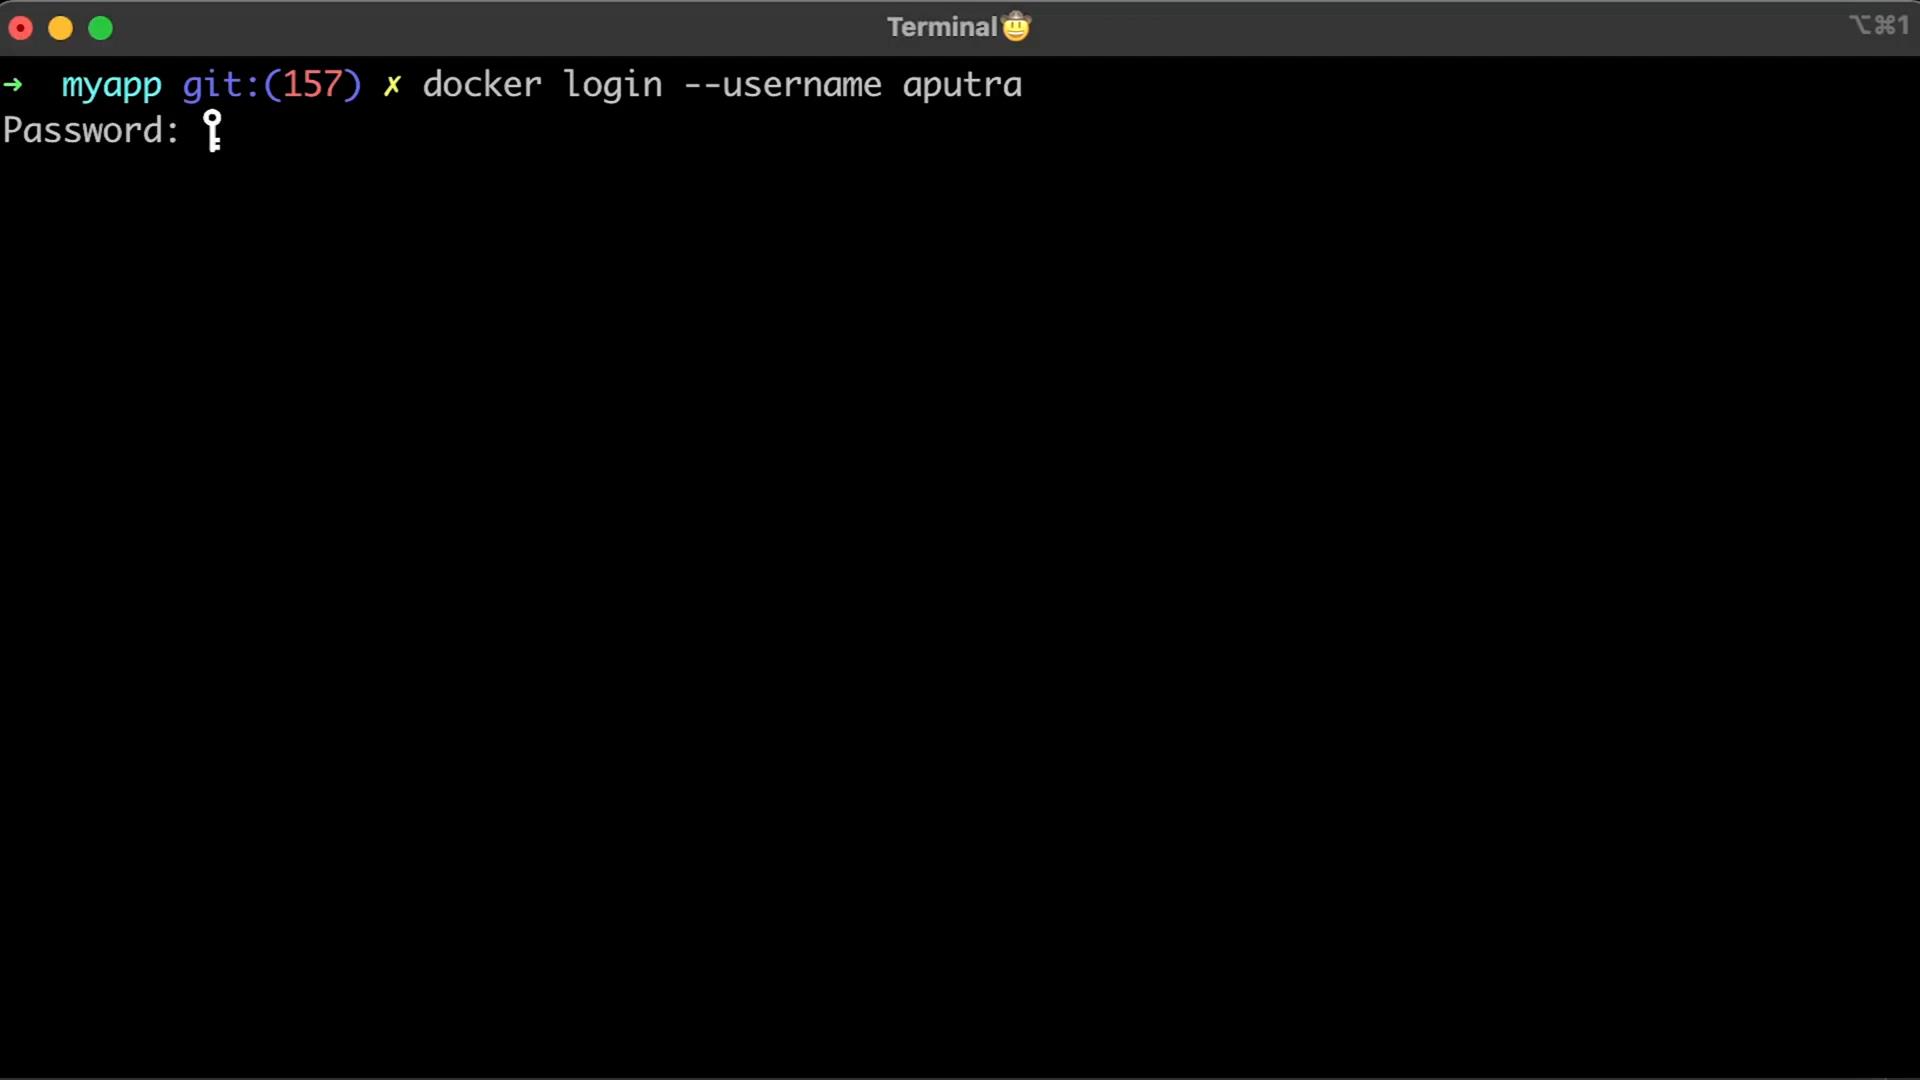 Terminal🤠
⌥⌘1
➜ myapp git:(157) ✗ docker login --username aputra
Password: